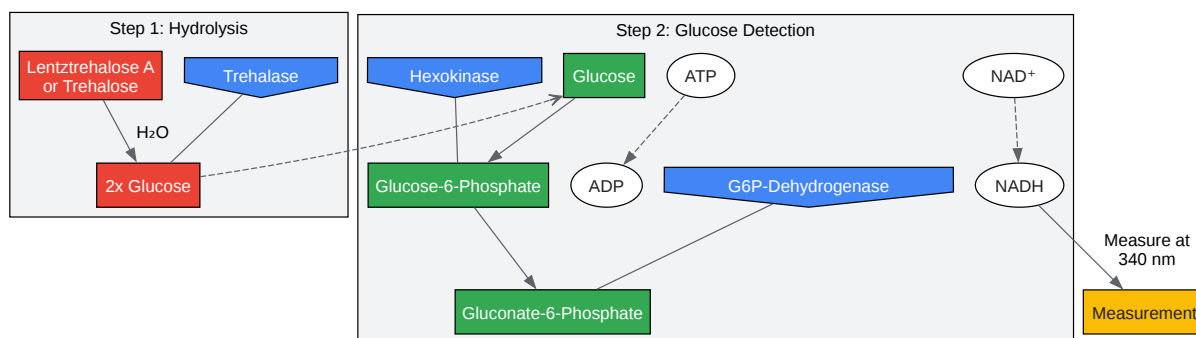 Step 1: Hydrolysis
Lentztrehalose A
or Trehalose
Trehalase
H₂O
2x Glucose
Step 2: Glucose Detection
Hexokinase
Glucose
ATP
NAD⁺
Glucose-6-Phosphate
ADP
G6P-Dehydrogenase
NADH
Measure at
340 nm
Gluconate-6-Phosphate
Measurement